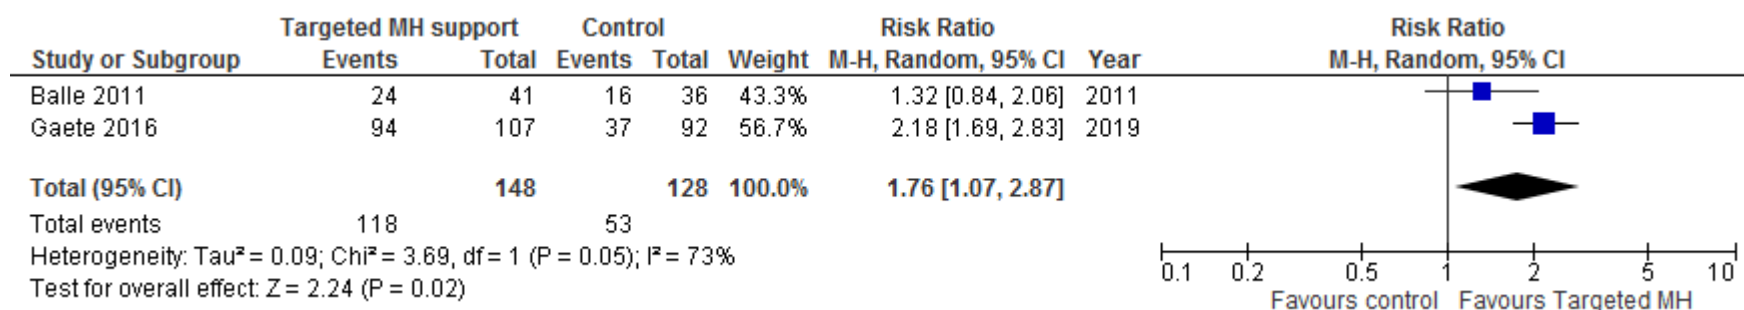 Targeted MH support Control Risk Ratio Risk Ratio
Study or Subgroup Events Total Events Total Weight M-H, Random, 95% CI Year M-H, Random, 95% CI
Balle 2011 24 41 16 36 43.3% 1.32 [0.84, 2.06] 2011
Gaete 2016 94 107 37 92 56.7% 2.18 [1.69, 2.83] 2019
Total (95% CI) 148 128 100.0% 1.76 [1.07, 2.87]
Total events 118 53
Heterogeneity: Tau² = 0.09; Chi² = 3.69, df = 1 (P = 0.05); I² = 73%
Test for overall effect: Z = 2.24 (P = 0.02)
0.1 0.2 0.5 1 2 5 10
Favours control Favours Targeted MH